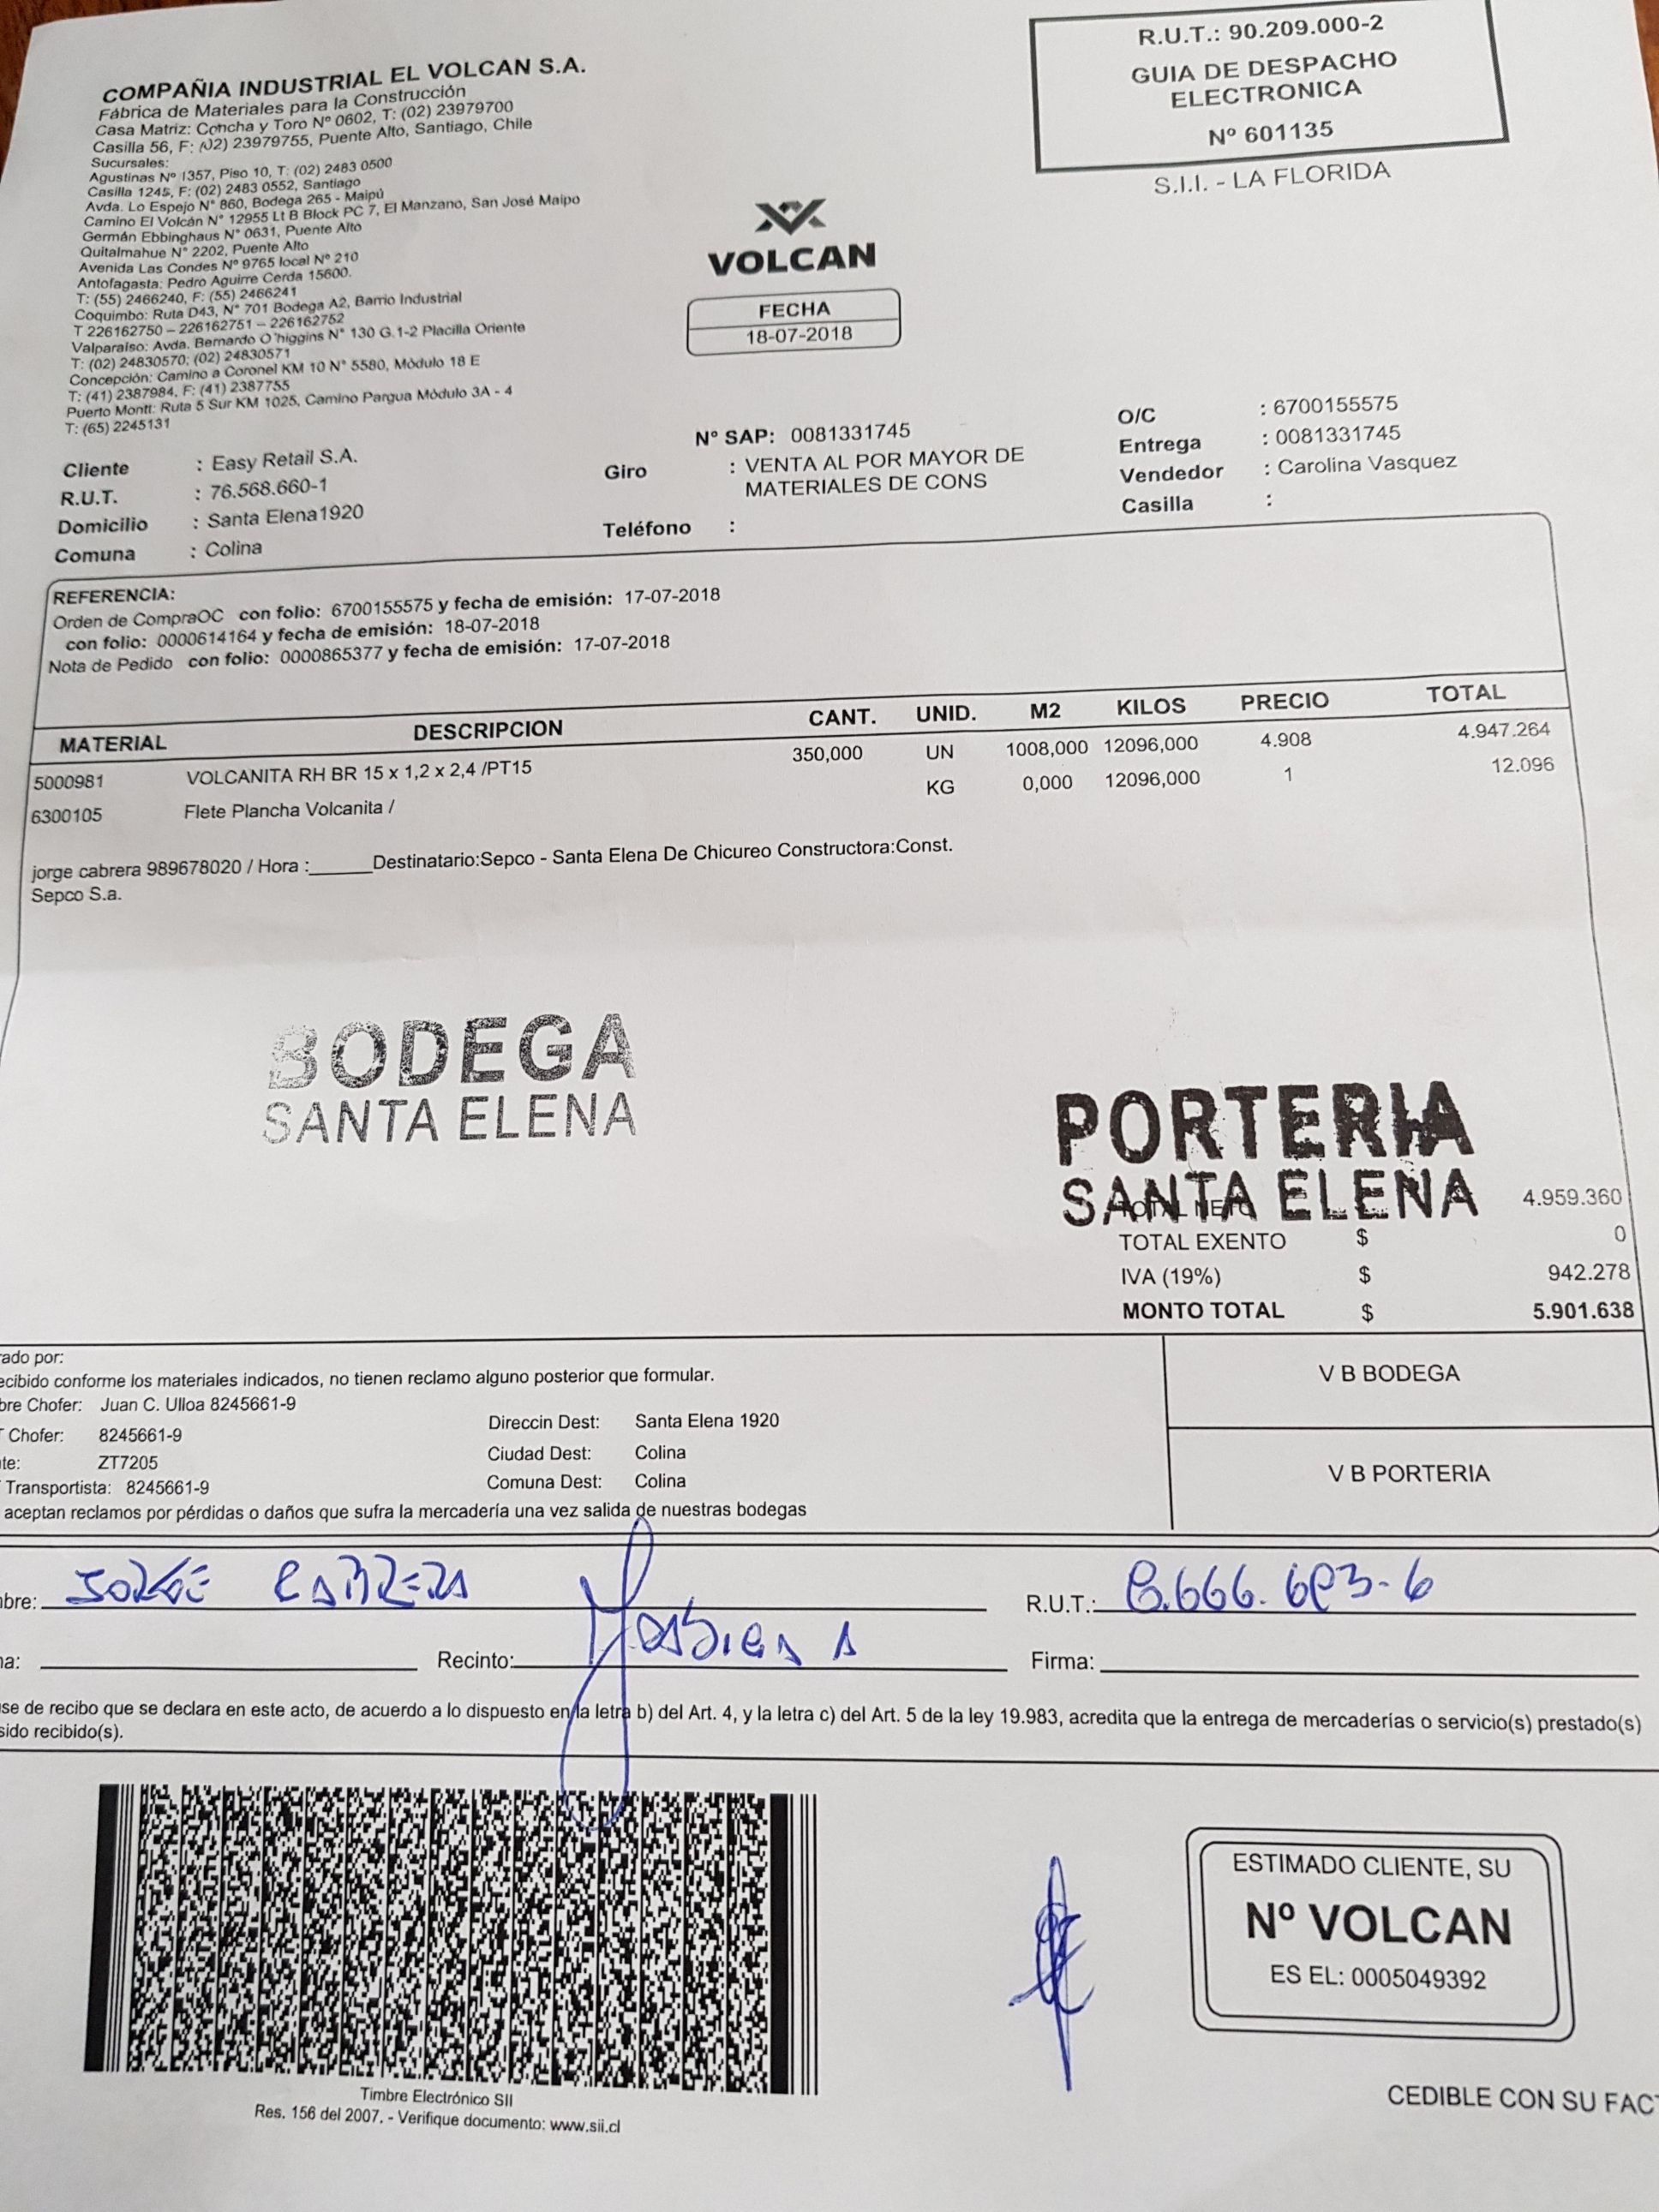 R.U.T.: 90.209.000-2
GUIA DE DESPACHO
ELECTRONICA
Nº 601135
S.I.I. - LA FLORIDA
COMPAÑIA INDUSTRIAL EL VOLCAN S.A.
Fábrica de Materiales para la Construcción
Casa Matriz: Concha y Toro Nº 0602, T: (02) 23979700
Casilla 56, F: (02) 23979755, Puente Alto, Santiago, Chile
Sucursales:
Agustinas Nº 1357, Piso 10, T: (02) 2483 0500
Casilla 1245, F: (02) 2483 0552, Santiago
Avda. Lo Espejo N° 860, Bodega 265 - Maipú
Camino El Volcán N° 12955 Lt B Block PC 7, El Manzano, San José Maipo
Germán Ebbinghaus N° 0631, Puente Alto
Quitalmahue N° 2202, Puente Alto
Avenida Las Condes Nº 9765 local Nº 210
Antofagasta: Pedro Aguirre Cerda 15600.
T: (55) 2466240, F: (55) 2466241
Coquimbo: Ruta D43, N° 701 Bodega A2, Barrio Industrial
T 226162750 – 226162751 – 226162752
Valparaiso: Avda. Bernardo O'higgins N° 130 G.1-2 Placilla Oriente
T: (02) 24830570; (02) 24830571
Concepción: Camino a Coronel KM 10 N° 5580, Módulo 18 E
T: (41) 2387984, F: (41) 2387755
Puerto Montt: Ruta 5 Sur KM 1025, Camino Pargua Módulo 3A - 4
T: (65) 2245131
VOLCAN
FECHA
18-07-2018
Nº SAP: 0081331745
O/C : 6700155575
Entrega : 0081331745
Vendedor : Carolina Vasquez
Casilla :
Cliente : Easy Retail S.A.
R.U.T. : 76.568.660-1
Domicilio : Santa Elena1920
Comuna : Colina
Giro : VENTA AL POR MAYOR DE
MATERIALES DE CONS
Teléfono :
REFERENCIA:
Orden de CompraOC con folio: 6700155575 y fecha de emisión: 17-07-2018
con folio: 0000614164 y fecha de emisión: 18-07-2018
Nota de Pedido con folio: 0000865377 y fecha de emisión: 17-07-2018
MATERIAL DESCRIPCION CANT. UNID. M2 KILOS PRECIO TOTAL
5000981 VOLCANITA RH BR 15 x 1,2 x 2,4 /PT15 350,000 UN 1008,000 12096,000 4.908 4.947.264
6300105 Flete Plancha Volcanita / KG 0,000 12096,000 1 12.096
jorge cabrera 989678020 / Hora :______Destinatario:Sepco - Santa Elena De Chicureo Constructora:Const.
Sepco S.a.
BODEGA
SANTA ELENA
PORTERIA
SANTA ELENA
TOTAL NETO 4.959.360
TOTAL EXENTO $ 0
IVA (19%) $ 942.278
MONTO TOTAL $ 5.901.638
ado por:
ecibido conforme los materiales indicados, no tienen reclamo alguno posterior que formular.
bre Chofer: Juan C. Ulloa 8245661-9
Chofer: 8245661-9
te: ZT7205
Transportista: 8245661-9
Direccin Dest: Santa Elena 1920
Ciudad Dest: Colina
Comuna Dest: Colina
aceptan reclamos por pérdidas o daños que sufra la mercadería una vez salida de nuestras bodegas
V B BODEGA
V B PORTERIA
bre: JORGE CABRERA R.U.T.:
a: Recinto: Firma:
se de recibo que se declara en este acto, de acuerdo a lo dispuesto en la letra b) del Art. 4, y la letra c) del Art. 5 de la ley 19.983, acredita que la entrega de mercaderías o servicio(s) prestado(s)
sido recibido(s).
Timbre Electrónico SII
Res. 156 del 2007. - Verifique documento: www.sii.cl
ESTIMADO CLIENTE, SU
Nº VOLCAN
ES EL: 0005049392
CEDIBLE CON SU FAC